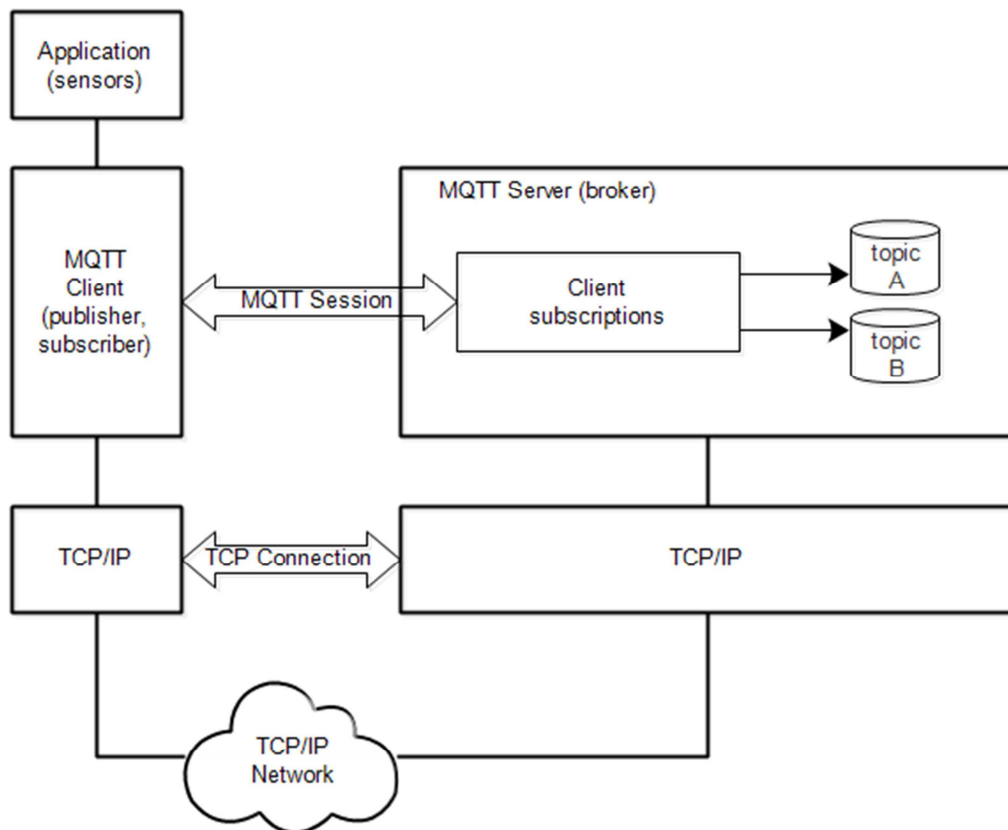 Application
(sensors)
MQTT
Client
(publisher,
subscriber)
MQTT Session
MQTT Server (broker)
Client
subscriptions
topic
A
topic
B
TCP/IP
TCP Connection
TCP/IP
TCP/IP
Network